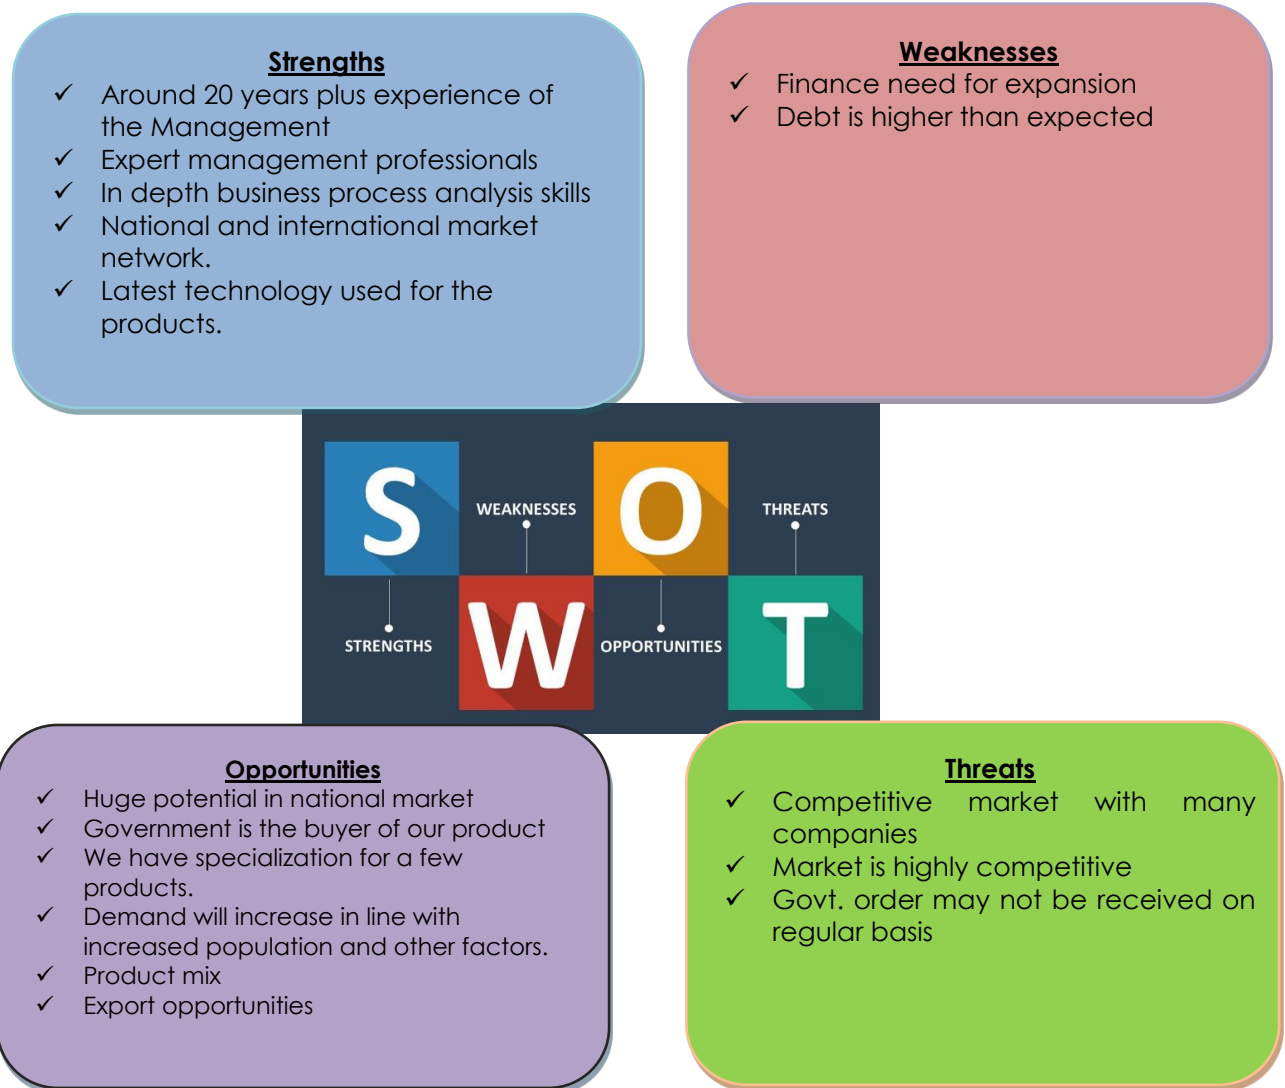 Strengths
✓ Around 20 years plus experience of
the Management
✓ Expert management professionals
✓ In depth business process analysis skills
✓ National and international market
network.
✓ Latest technology used for the
products.
Weaknesses
✓ Finance need for expansion
✓ Debt is higher than expected
S
WEAKNESSES
O
THREATS
STRENGTHS
W
OPPORTUNITIES
T
Opportunities
✓ Huge potential in national market
✓ Government is the buyer of our product
✓ We have specialization for a few
products.
✓ Demand will increase in line with
increased population and other factors.
✓ Product mix
✓ Export opportunities
Threats
✓ Competitive market with many
companies
✓ Market is highly competitive
✓ Govt. order may not be received on
regular basis